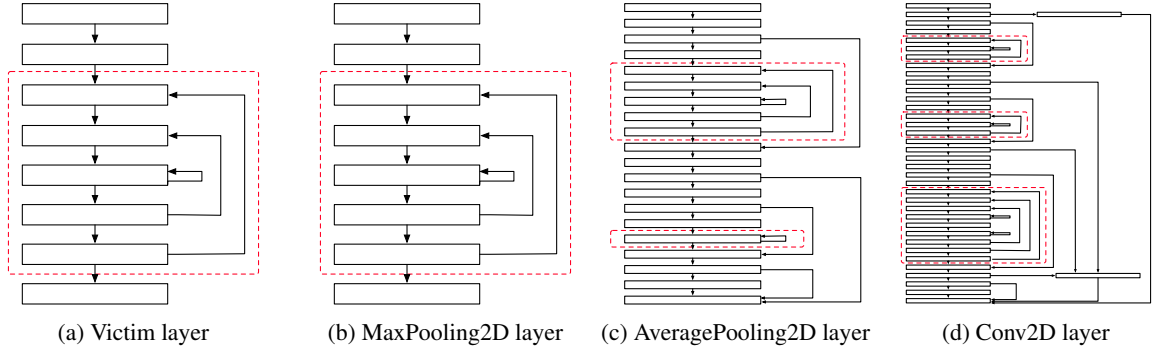 (a) Victim layer
(b) MaxPooling2D layer
(c) AveragePooling2D layer
(d) Conv2D layer